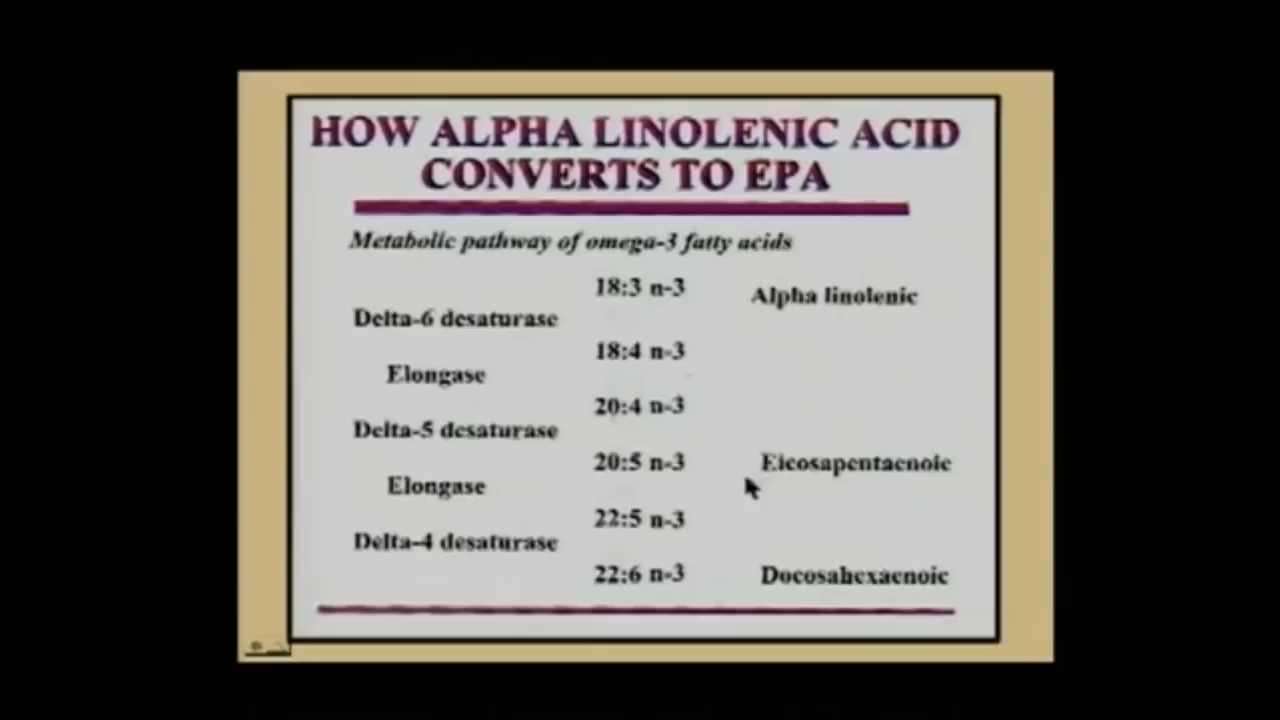 HOW ALPHA LINOLENIC ACID
CONVERTS TO EPA
Metabolic pathway of omega-3 fatty acids
18:3 n-3 Alpha linolenic
Delta-6 desaturase
18:4 n-3
Elongase
20:4 n-3
Delta-5 desaturase
20:5 n-3 Eicosapentaenoic
Elongase
22:5 n-3
Delta-4 desaturase
22:6 n-3 Docosahexaenoic